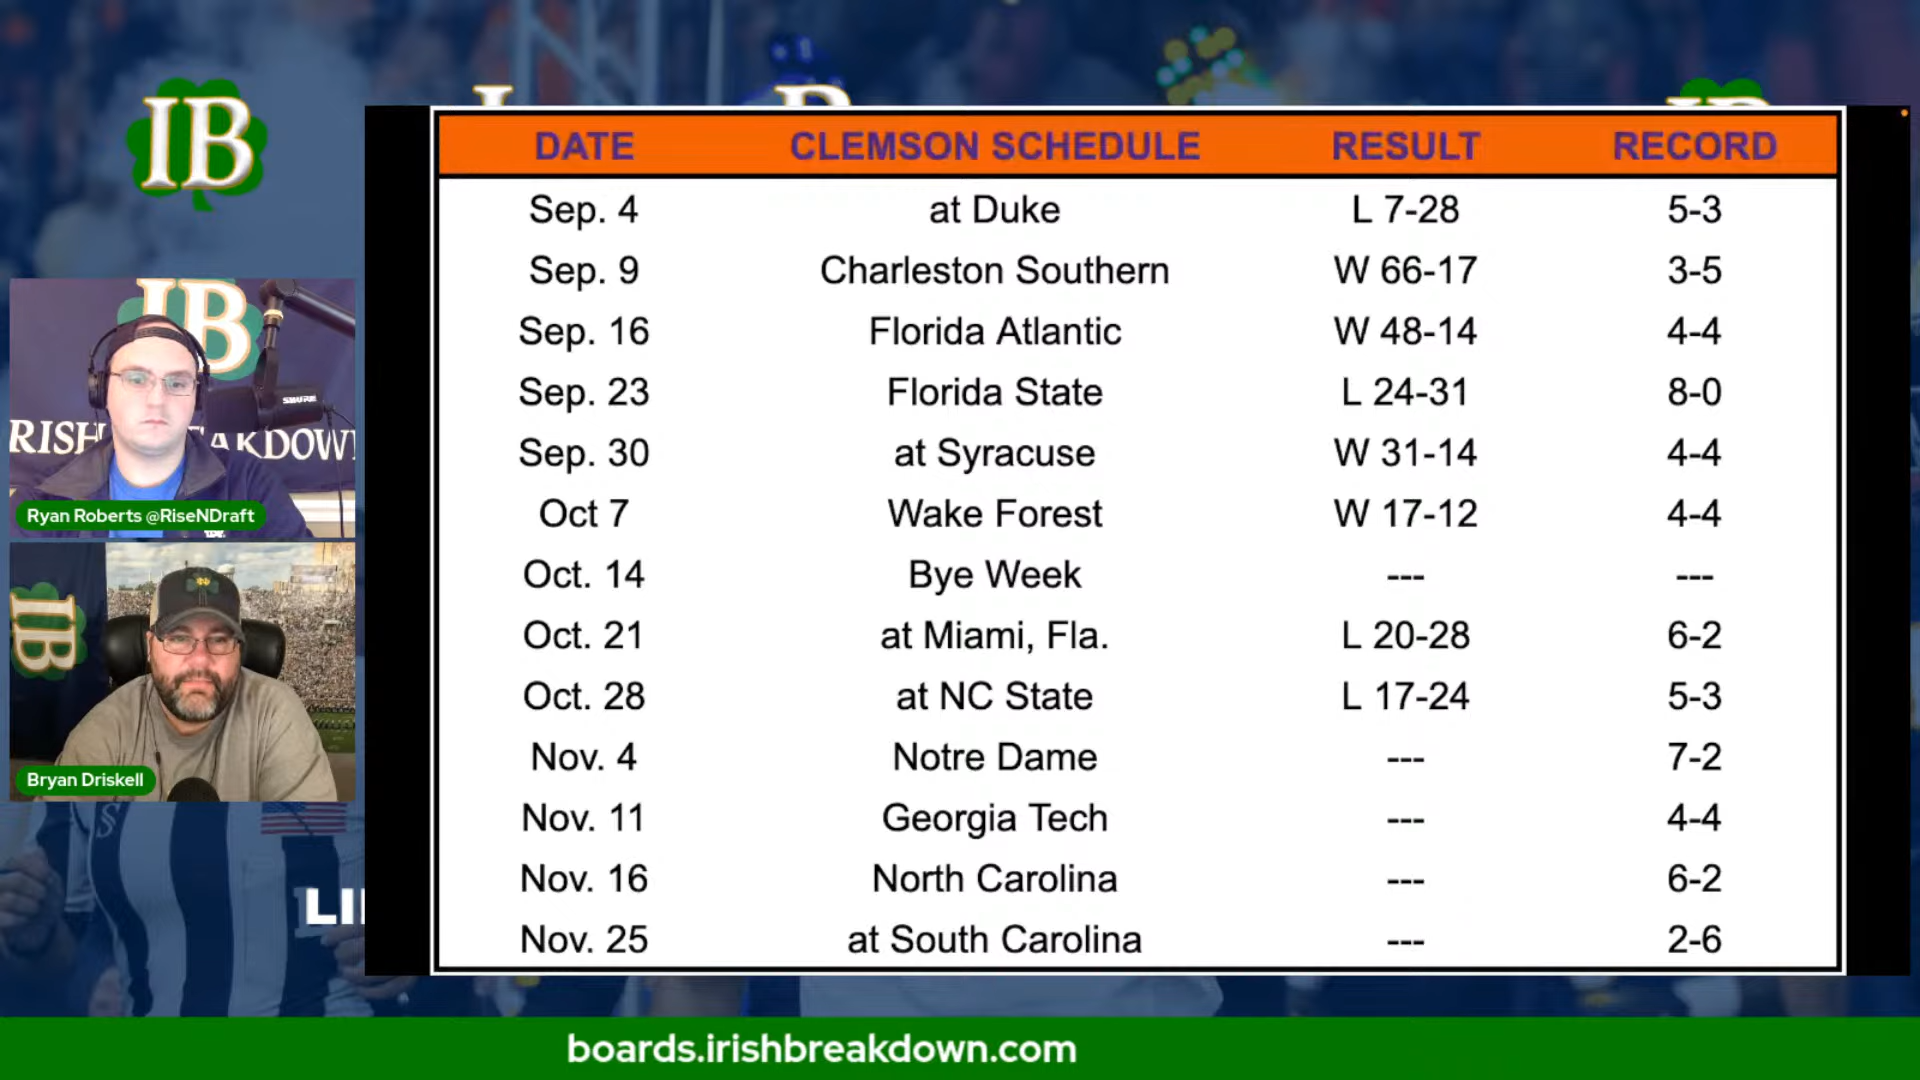 IB
DATE CLEMSON SCHEDULE RESULT RECORD
Sep. 4 at Duke L 7-28 5-3
Sep. 9 Charleston Southern W 66-17 3-5
Sep. 16 Florida Atlantic W 48-14 4-4
Sep. 23 Florida State L 24-31 8-0
Sep. 30 at Syracuse W 31-14 4-4
Oct 7 Wake Forest W 17-12 4-4
Oct. 14 Bye Week --- ---
Oct. 21 at Miami, Fla. L 20-28 6-2
Oct. 28 at NC State L 17-24 5-3
Nov. 4 Notre Dame --- 7-2
Nov. 11 Georgia Tech --- 4-4
Nov. 16 North Carolina --- 6-2
Nov. 25 at South Carolina --- 2-6
IB
SHURE
Ryan Roberts @RiseNDraft
IB
Bryan Driskell
boards.irishbreakdown.com